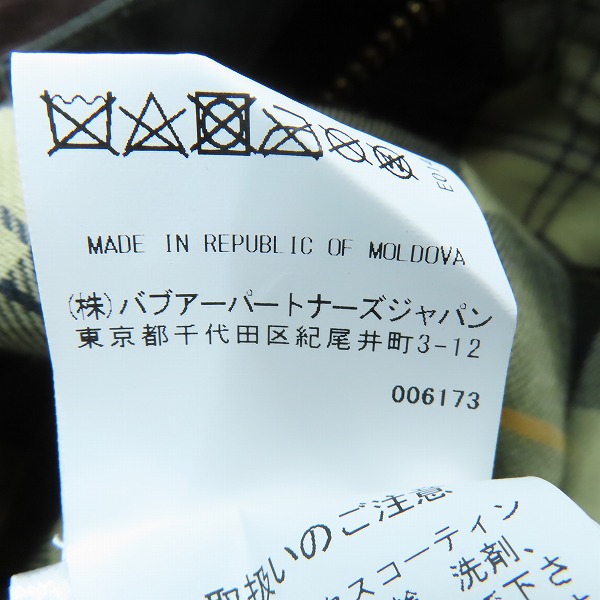 MADE IN REPUBLIC OF MOLDOVA
(株)バブアーパートナーズジャパン
東京都千代田区紀尾井町3-12
006173
取扱いのご注意
スコーティン
洗剤、
下さ